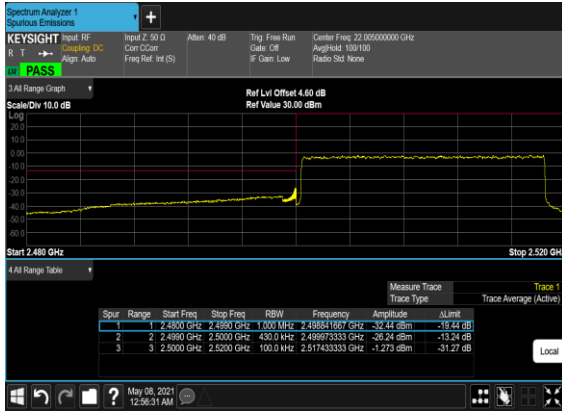 Spectrum Analyzer 1
Spurious Emissions
KEYSIGHT Input: RF Input Z: 50 Ω Atten: 40 dB Trig: Free Run Center Freq: 22.005000000 GHz
R T Coupling: DC Corr CCorr Gate: Off Avg|Hold: 100/100
Align: Auto Freq Ref: Int (S) IF Gain: Low Radio Std: None
PASS
3 All Range Graph
Ref Lvl Offset 4.60 dB
Scale/Div 10.0 dB Ref Value 30.00 dBm
Log
20.0
10.0
0.00
-10.0
-20.0
-30.0
-40.0
-50.0
-60.0
Start 2.480 GHz Stop 2.520 GH
4 All Range Table
Measure Trace Trace 1
Trace Type Trace Average (Active)
Spur Range Start Freq Stop Freq RBW Frequency Amplitude ΔLimit
1 1 2.4800 GHz 2.4990 GHz 1.000 MHz 2.498841667 GHz -32.44 dBm -19.44 dB
2 2 2.4990 GHz 2.5000 GHz 430.0 kHz 2.499973333 GHz -26.24 dBm -13.24 dB
3 3 2.5000 GHz 2.5200 GHz 100.0 kHz 2.517433333 GHz -1.273 dBm -31.27 dB
Local
? May 08, 2021
12:56:31 AM